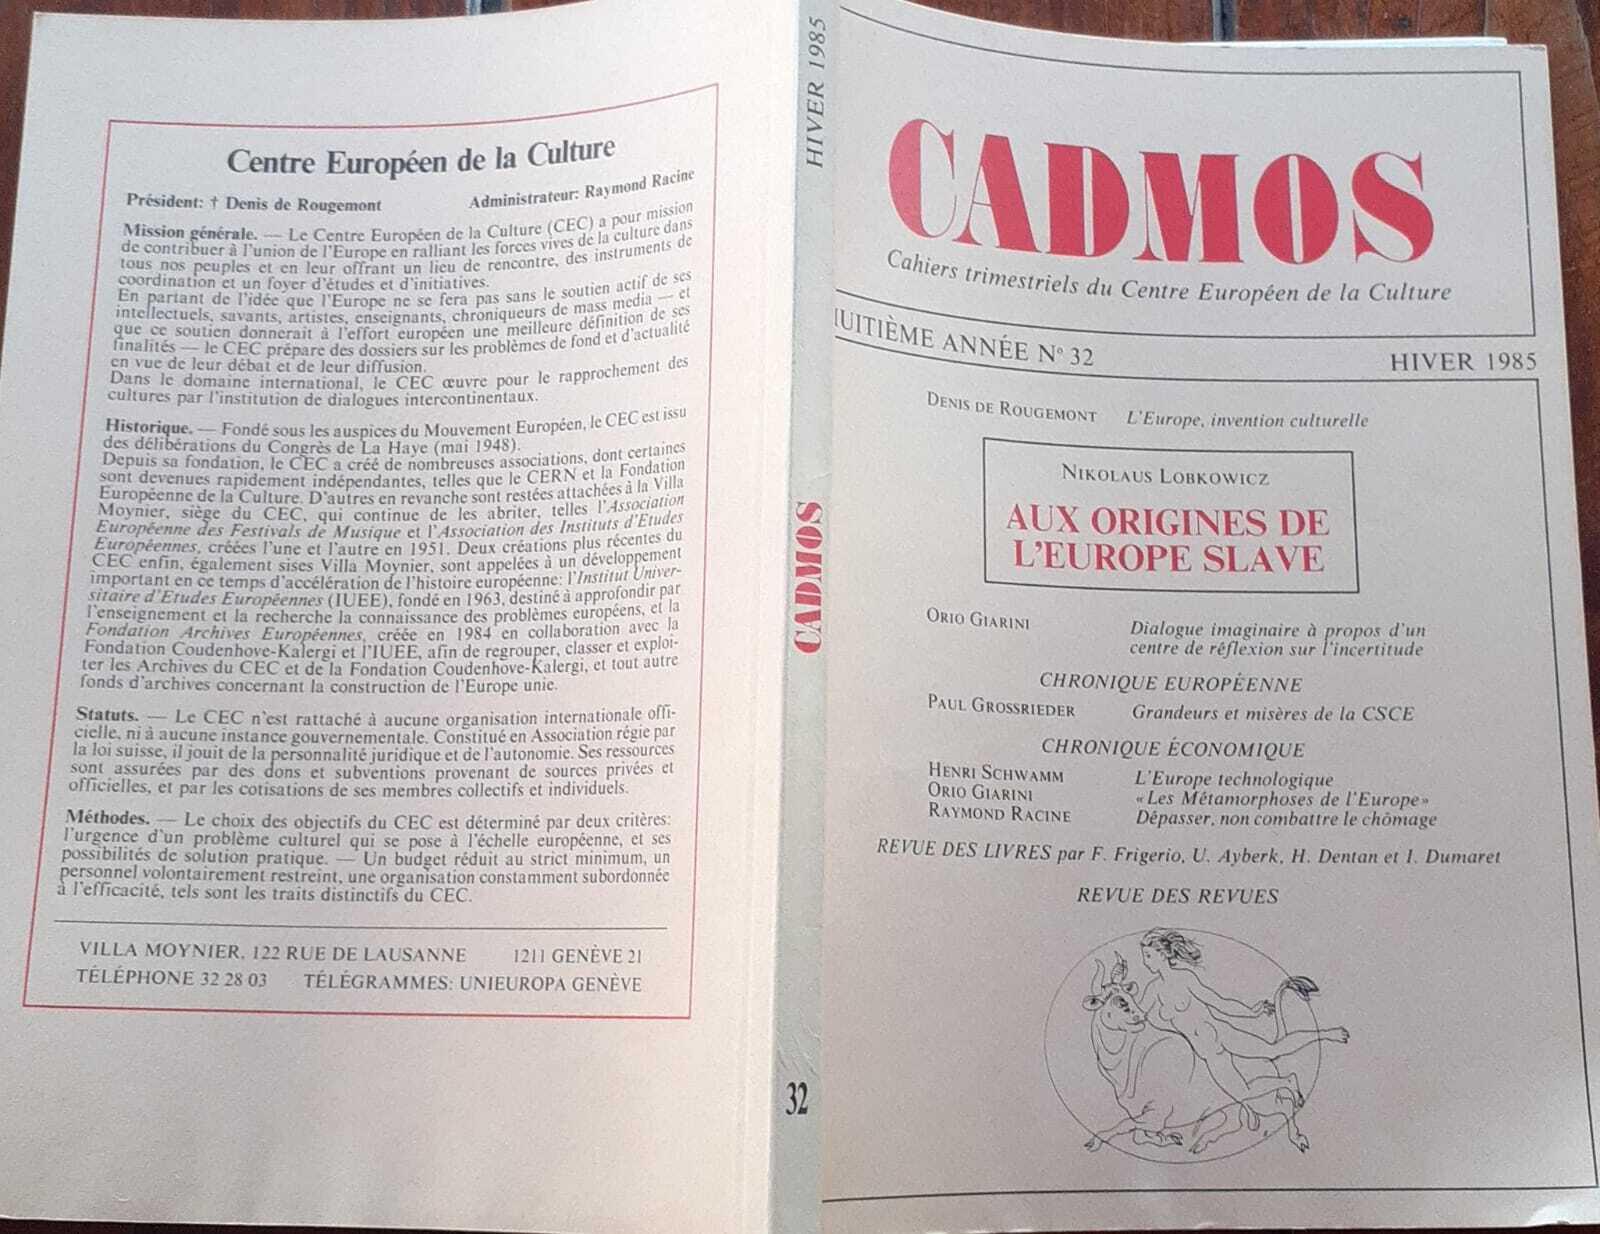 Centre Européen de la Culture
Président: † Denis de Rougemont Administrateur: Raymond Racine
Mission générale. — Le Centre Européen de la Culture (CEC) a pour mission
de contribuer à l'union de l'Europe en ralliant les forces vives de la culture dans
tous nos peuples et en leur offrant un lieu de rencontre, des instruments de
coordination et un foyer d'études et d'initiatives.
En partant de l'idée que l'Europe ne se fera pas sans le soutien actif de ses
intellectuels, savants, artistes, enseignants, chroniqueurs de mass media — et
que ce soutien donnerait à l'effort européen une meilleure définition de ses
finalités — le CEC prépare des dossiers sur les problèmes de fond et d'actualité
en vue de leur débat et de leur diffusion.
Dans le domaine international, le CEC œuvre pour le rapprochement des
cultures par l'institution de dialogues intercontinentaux.
Historique. — Fondé sous les auspices du Mouvement Européen, le CEC est issu
des délibérations du Congrès de La Haye (mai 1948).
Depuis sa fondation, le CEC a créé de nombreuses associations, dont certaines
sont devenues rapidement indépendantes, telles que le CERN et la Fondation
Européenne de la Culture. D'autres en revanche sont restées attachées à la Villa
Moynier, siège du CEC, qui continue de les abriter, telles l'Association
Européenne des Festivals de Musique et l'Association des Instituts d'Etudes
Européennes, créées l'une et l'autre en 1951. Deux créations plus récentes du
CEC enfin, également sises Villa Moynier, sont appelées à un développement
important en ce temps d'accélération de l'histoire européenne: l'Institut Univer-
sitaire d'Etudes Européennes (IUEE), fondé en 1963, destiné à approfondir par
l'enseignement et la recherche la connaissance des problèmes européens, et la
Fondation Archives Européennes, créée en 1984 en collaboration avec la
Fondation Coudenhove-Kalergi et l'IUEE, afin de regrouper, classer et exploi-
ter les Archives du CEC et de la Fondation Coudenhove-Kalergi, et tout autre
fonds d'archives concernant la construction de l'Europe unie.
Statuts. — Le CEC n'est rattaché à aucune organisation internationale offi-
cielle, ni à aucune instance gouvernementale. Constitué en Association régie par
la loi suisse, il jouit de la personnalité juridique et de l'autonomie. Ses ressources
sont assurées par des dons et subventions provenant de sources privées et
officielles, et par les cotisations de ses membres collectifs et individuels.
Méthodes. — Le choix des objectifs du CEC est déterminé par deux critères:
l'urgence d'un problème culturel qui se pose à l'échelle européenne, et ses
possibilités de solution pratique. — Un budget réduit au strict minimum, un
personnel volontairement restreint, une organisation constamment subordonnée
à l'efficacité, tels sont les traits distinctifs du CEC.
VILLA MOYNIER, 122 RUE DE LAUSANNE 1211 GENÈVE 21
TÉLÉPHONE 32 28 03 TÉLÉGRAMMES: UNIEUROPA GENÈVE
HIVER 1985
CADMOS
32
CADMOS
Cahiers trimestriels du Centre Européen de la Culture
HUITIÈME ANNÉE N° 32 HIVER 1985
DENIS DE ROUGEMONT L'Europe, invention culturelle
NIKOLAUS LOBKOWICZ
AUX ORIGINES DE
L'EUROPE SLAVE
ORIO GIARINI Dialogue imaginaire à propos d'un
centre de réflexion sur l'incertitude
CHRONIQUE EUROPÉENNE
PAUL GROSSRIEDER Grandeurs et misères de la CSCE
CHRONIQUE ÉCONOMIQUE
HENRI SCHWAMM L'Europe technologique
ORIO GIARINI «Les Métamorphoses de l'Europe»
RAYMOND RACINE Dépasser, non combattre le chômage
REVUE DES LIVRES par F. Frigerio, U. Ayberk, H. Dentan et I. Dumaret
REVUE DES REVUES